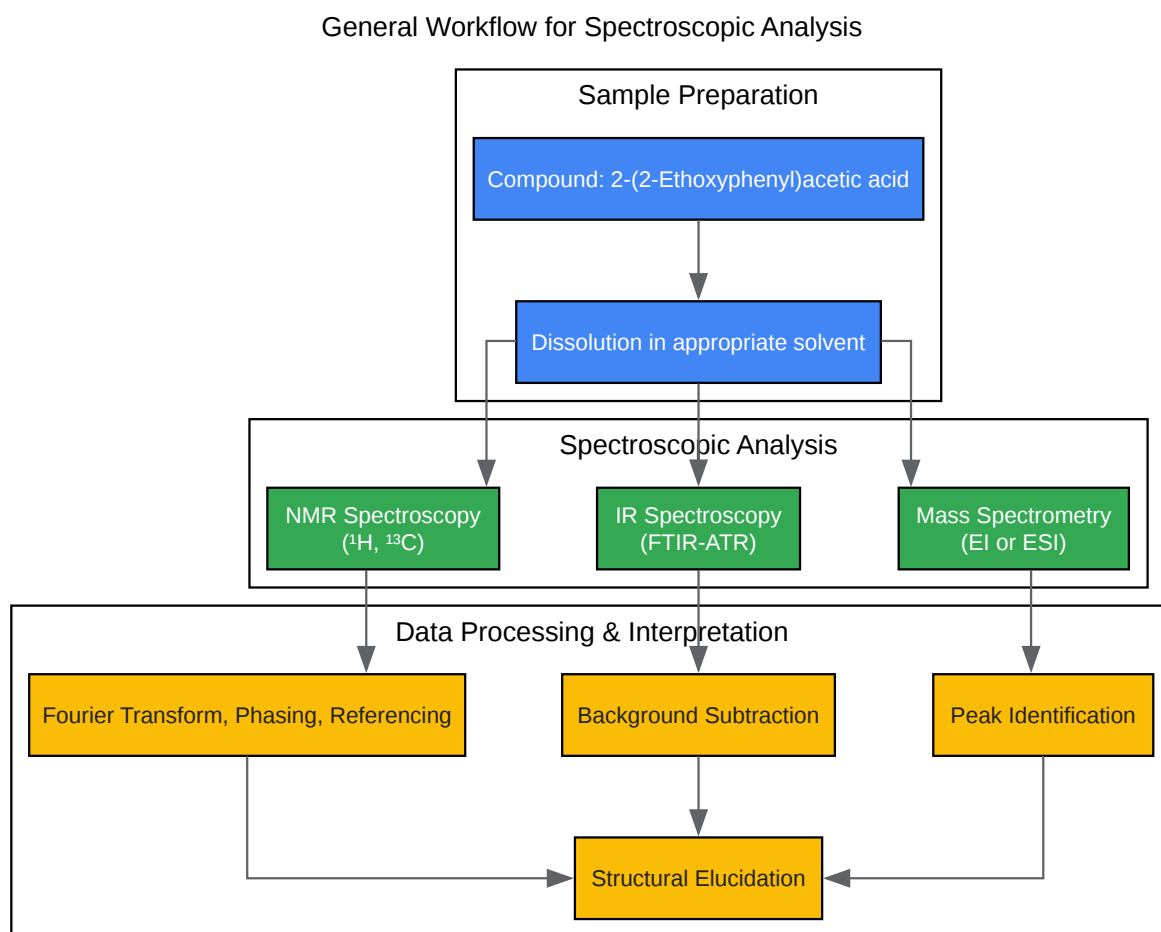 General Workflow for Spectroscopic Analysis
Sample Preparation
Compound: 2-(2-Ethoxyphenyl)acetic acid
Dissolution in appropriate solvent
Spectroscopic Analysis
NMR Spectroscopy
(¹H, ¹³C)
IR Spectroscopy
(FTIR-ATR)
Mass Spectrometry
(EI or ESI)
Data Processing & Interpretation
Fourier Transform, Phasing, Referencing
Background Subtraction
Peak Identification
Structural Elucidation